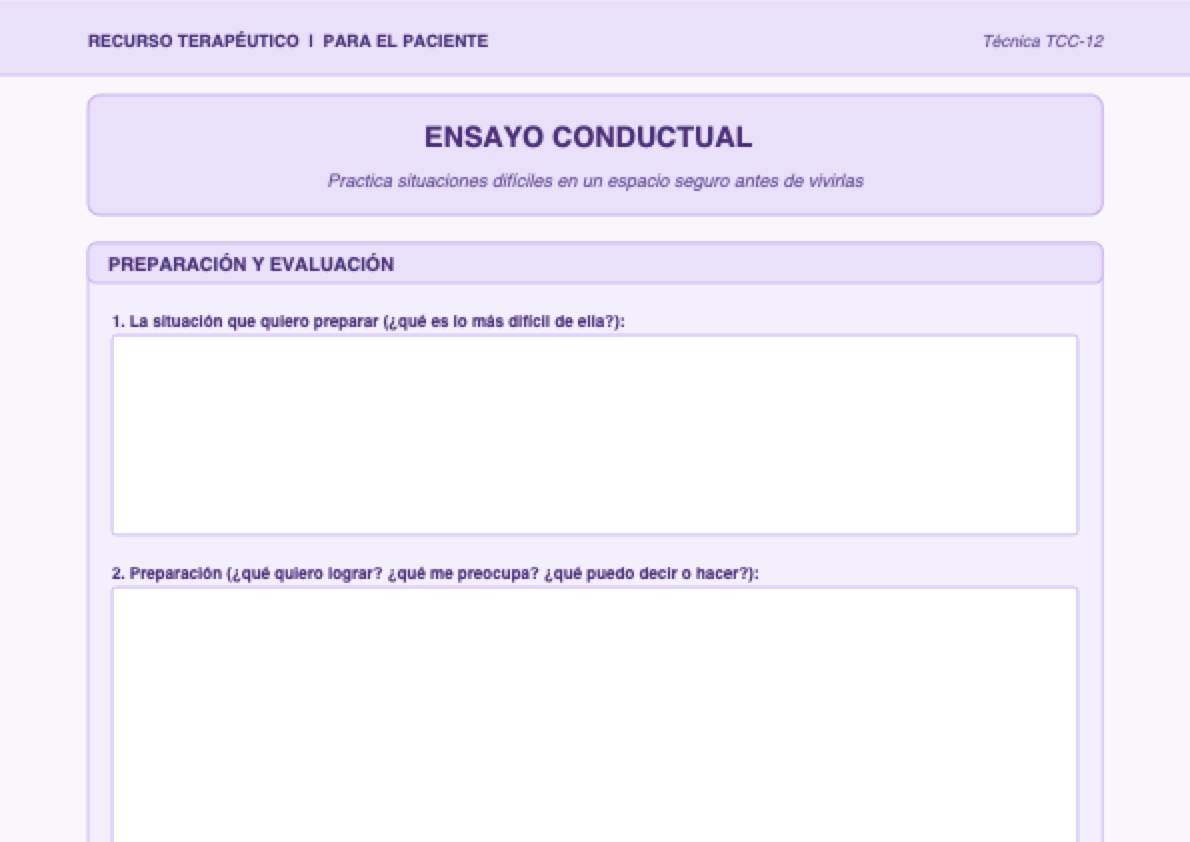 RECURSO TERAPÉUTICO | PARA EL PACIENTE
Técnica TCC-12
ENSAYO CONDUCTUAL
Practica situaciones difíciles en un espacio seguro antes de vivirlas
PREPARACIÓN Y EVALUACIÓN
1. La situación que quiero preparar (¿qué es lo más difícil de ella?):
2. Preparación (¿qué quiero lograr? ¿qué me preocupa? ¿qué puedo decir o hacer?):